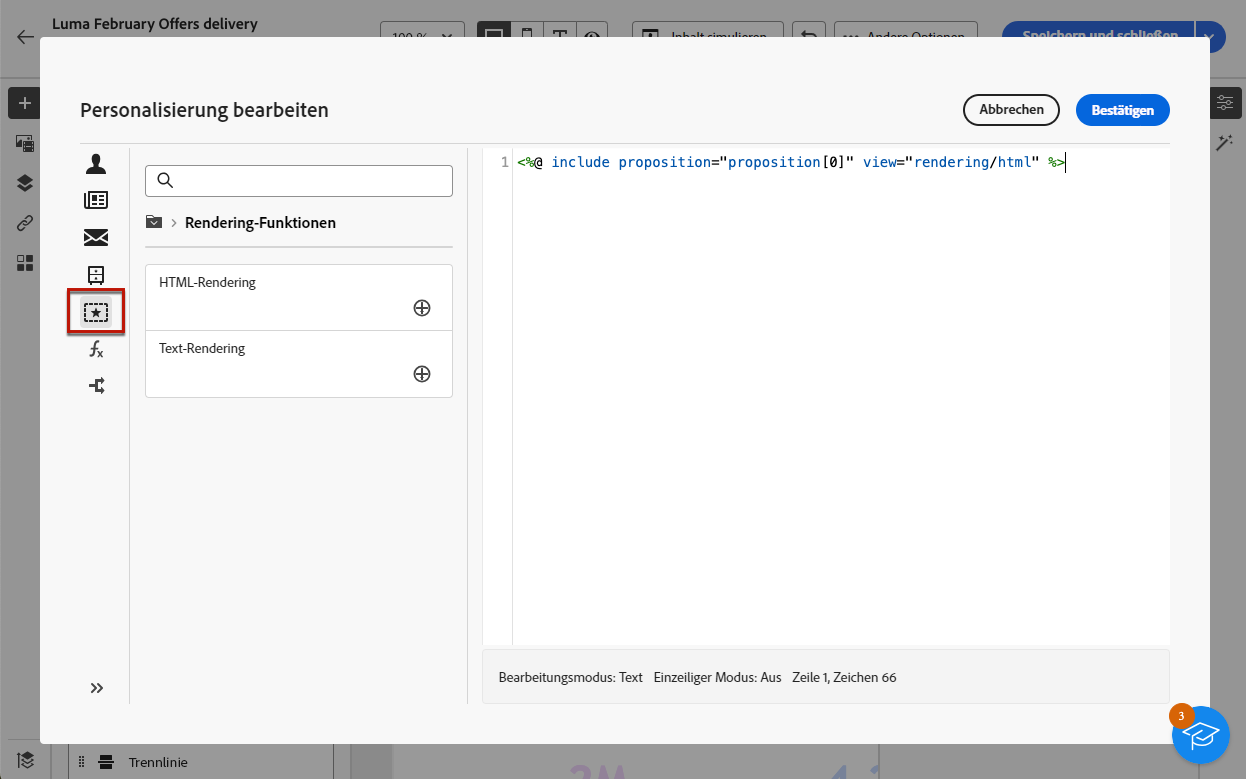 Luma February Offers delivery
100 %
Inhalt simulieren
Andere Optionen
Speichern und schließen
Personalisierung bearbeiten
Abbrechen
Bestätigen
1 <%@ include proposition="proposition[0]" view="rendering/html" %>
Rendering-Funktionen
HTML-Rendering
Text-Rendering
Bearbeitungsmodus: Text Einzeiliger Modus: Aus Zeile 1, Zeichen 66
3
Trennlinie